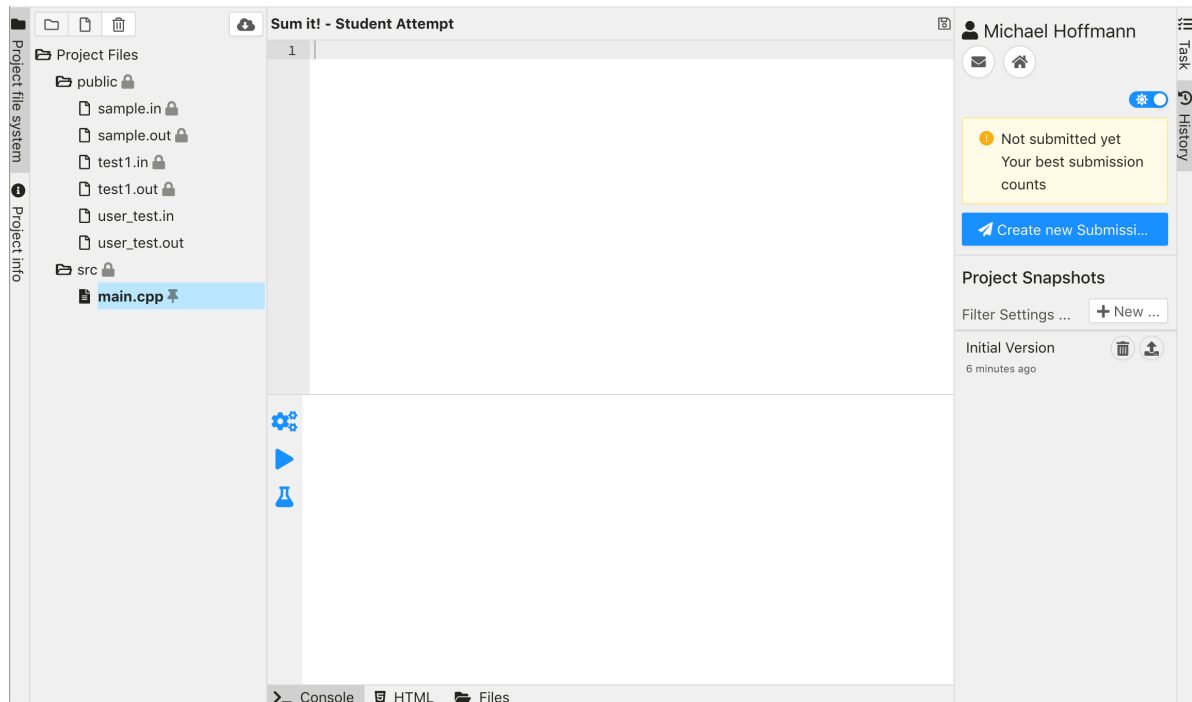 Project file system
Project info
Project Files
public
sample.in
sample.out
test1.in
test1.out
user_test.in
user_test.out
src
main.cpp
Sum it! - Student Attempt
1
Console
HTML
Files
Michael Hoffmann
Not submitted yet
Your best submission
counts
Create new Submissi...
Project Snapshots
Filter Settings ...
New ...
Initial Version
6 minutes ago
Task
History